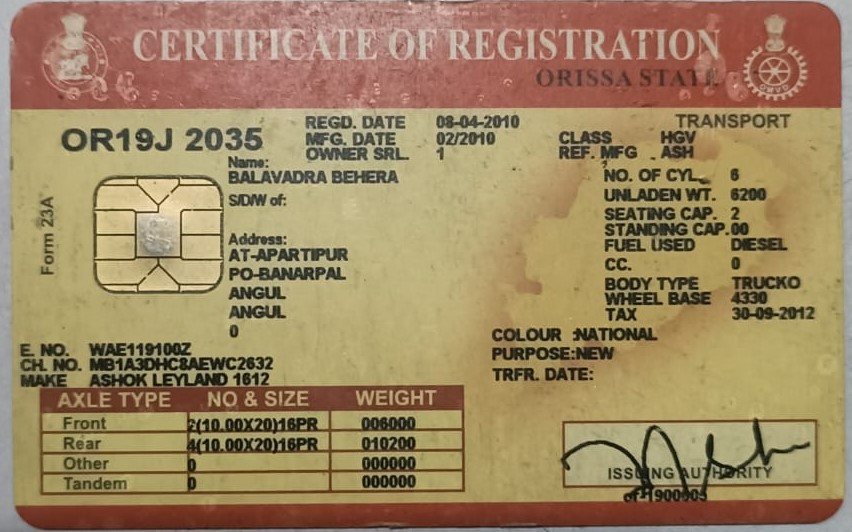 CERTIFICATE OF REGISTRATION
ORISSA STATE
TRANSPORT
OR19J 2035
REGD. DATE 08-04-2010
MFG. DATE 02/2010
OWNER SRL. 1
CLASS HGV
REF. MFG . ASH
Name:
BALAVADRA BEHERA
S/D/W of:
Address:
AT-APARTIPUR
PO-BANARPAL
ANGUL
ANGUL
0
Form 23A
NO. OF CYL. 6
UNLADEN WT. 6200
SEATING CAP. 2
STANDING CAP. 00
FUEL USED DIESEL
CC. 0
BODY TYPE TRUCKO
WHEEL BASE 4330
TAX 30-09-2012
COLOUR :NATIONAL
PURPOSE:NEW
TRFR. DATE:
E. NO. WAE119100Z
CH. NO. MB1A3DHC8AEWC2632
MAKE ASHOK LEYLAND 1612
AXLE TYPE NO & SIZE WEIGHT
Front 2(10.00X20)16PR 006000
Rear 4(10.00X20)16PR 010200
Other 0 000000
Tandem 0 000000
ISSUING AUTHORITY